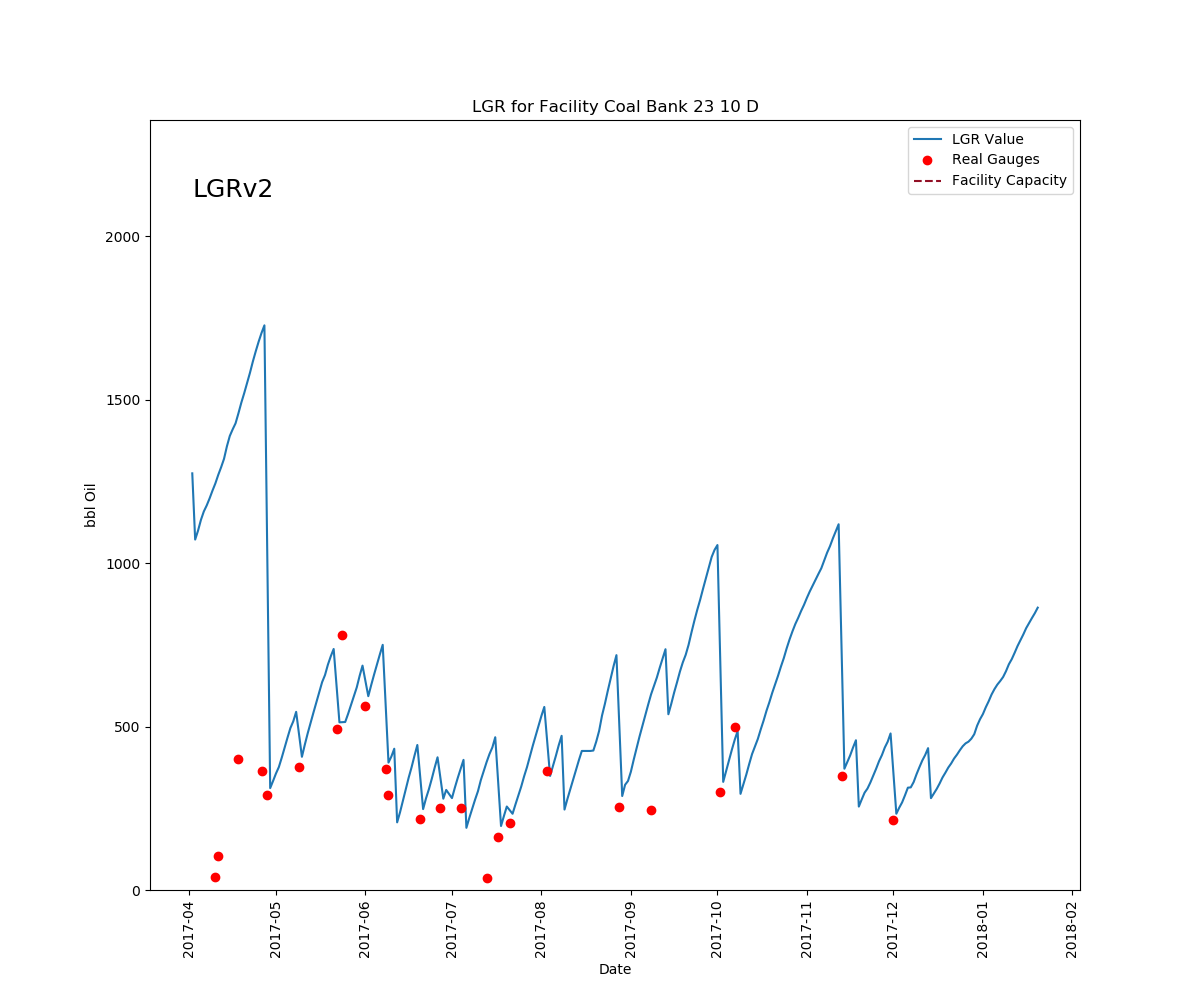 LGR for Facility Coal Bank 23 10 D
LGRv2
LGR Value
Real Gauges
Facility Capacity
bbl Oil
2000
1500
1000
500
0
2017-04
2017-05
2017-06
2017-07
2017-08
2017-09
2017-10
2017-11
2017-12
2018-01
2018-02
Date